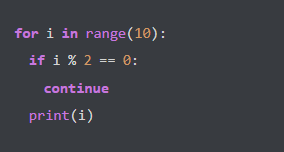 for i in range(10):
  if i % 2 == 0:
    continue
  print(i)